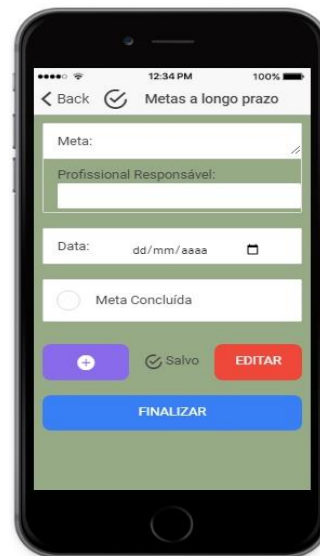 12:34 PM 100%
Back Metas a longo prazo
Meta:
Profissional Responsável:
Data: dd/mm/aaaa
Meta Concluída
Salvo EDITAR
FINALIZAR